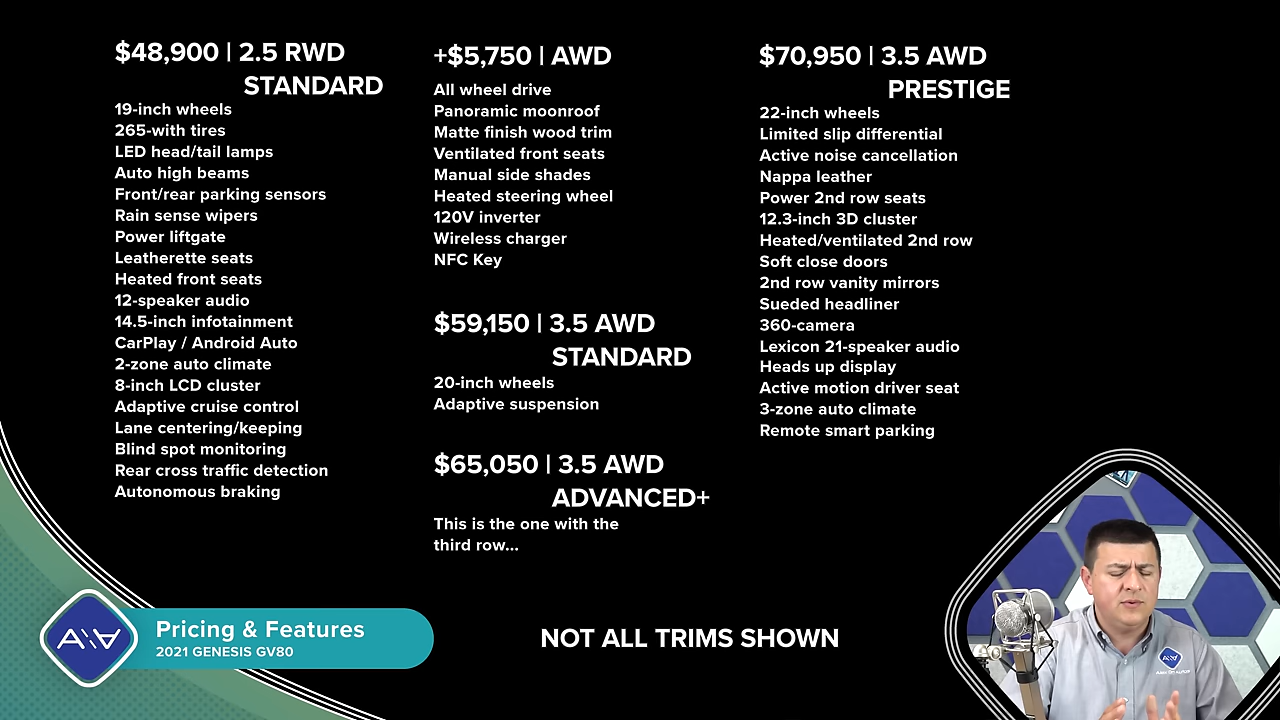 $48,900 | 2.5 RWD
STANDARD
19-inch wheels
265-with tires
LED head/tail lamps
Auto high beams
Front/rear parking sensors
Rain sense wipers
Power liftgate
Leatherette seats
Heated front seats
12-speaker audio
14.5-inch infotainment
CarPlay / Android Auto
2-zone auto climate
8-inch LCD cluster
Adaptive cruise control
Lane centering/keeping
Blind spot monitoring
Rear cross traffic detection
Autonomous braking
+$5,750 | AWD
All wheel drive
Panoramic moonroof
Matte finish wood trim
Ventilated front seats
Manual side shades
Heated steering wheel
120V inverter
Wireless charger
NFC Key
$59,150 | 3.5 AWD
STANDARD
20-inch wheels
Adaptive suspension
$65,050 | 3.5 AWD
ADVANCED+
This is the one with the
third row...
$70,950 | 3.5 AWD
PRESTIGE
22-inch wheels
Limited slip differential
Active noise cancellation
Nappa leather
Power 2nd row seats
12.3-inch 3D cluster
Heated/ventilated 2nd row
Soft close doors
2nd row vanity mirrors
Sueded headliner
360-camera
Lexicon 21-speaker audio
Heads up display
Active motion driver seat
3-zone auto climate
Remote smart parking
Pricing & Features
2021 GENESIS GV80
NOT ALL TRIMS SHOWN